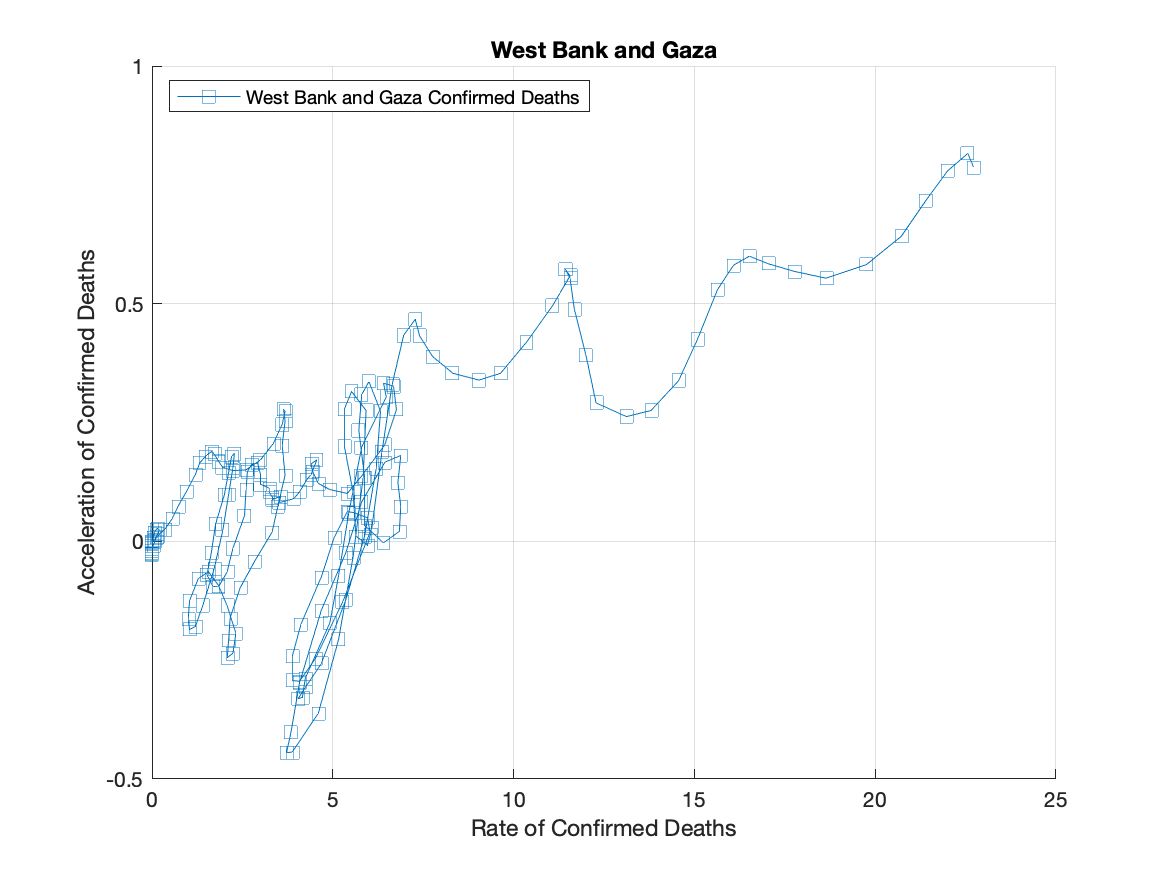 West Bank and Gaza
1
West Bank and Gaza Confirmed Deaths
0.5
0
-0.5
Acceleration of Confirmed Deaths
0 5 10 15 20 25
Rate of Confirmed Deaths